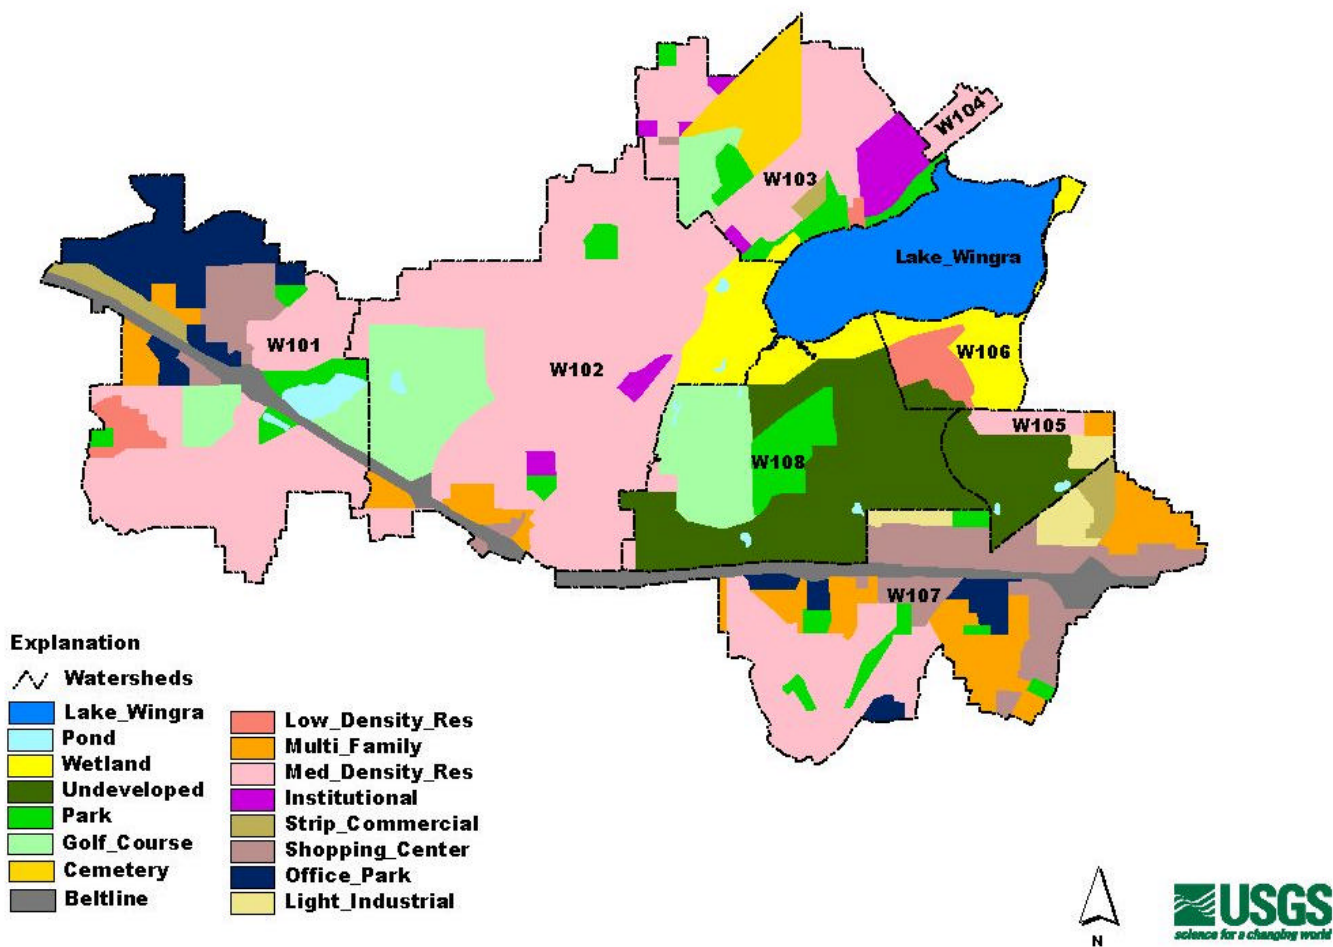 W104
W103
Lake_Wingra
W101
W102
W106
W105
W108
W107
Explanation
Watersheds
Lake_Wingra
Pond
Wetland
Undeveloped
Park
Golf_Course
Cemetery
Beltline
Low_Density_Res
Multi_Family
Med_Density_Res
Institutional
Strip_Commercial
Shopping_Center
Office_Park
Light_Industrial
N
USGS
science for a changing world